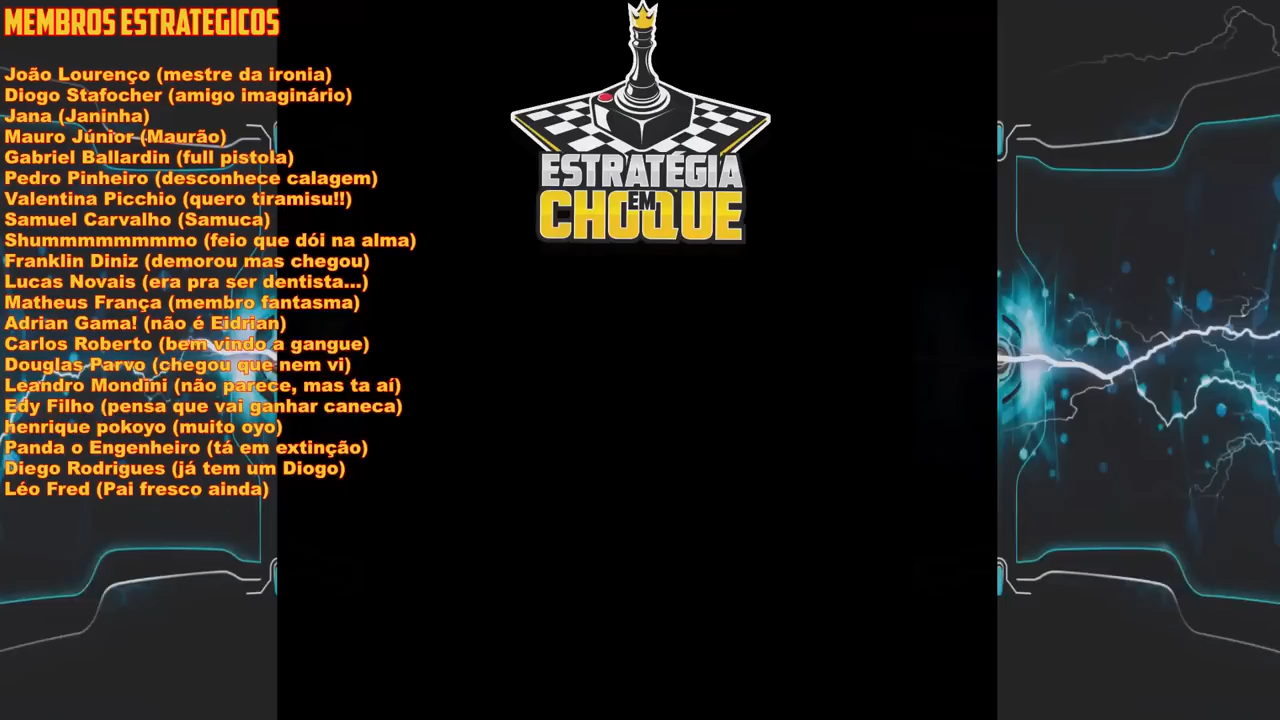 MEMBROS ESTRATEGICOS
João Lourenço (mestre da ironia)
Diogo Stafocher (amigo imaginário)
Jana (Janinha)
Mauro Júnior (Maurão)
Gabriel Ballardin (full pistola)
Pedro Pinheiro (desconhece calagem)
Valentina Picchio (quero tiramisu!!)
Samuel Carvalho (Samuca)
Shummmmmmmmo (feio que dói na alma)
Franklin Diniz (demorou mas chegou)
Lucas Novais (era pra ser dentista...)
Matheus França (membro fantasma)
Adrian Gama! (não é Eidrian)
Carlos Roberto (bem vindo a gangue)
Douglas Parvo (chegou que nem vi)
Leandro Mondini (não parece, mas ta aí)
Edy Filho (pensa que vai ganhar caneca)
henrique pokoyo (muito oyo)
Panda o Engenheiro (tá em extinção)
Diego Rodrigues (já tem um Diogo)
Léo Fred (Pai fresco ainda)
ESTRATÉGIA
EM
CHOQUE